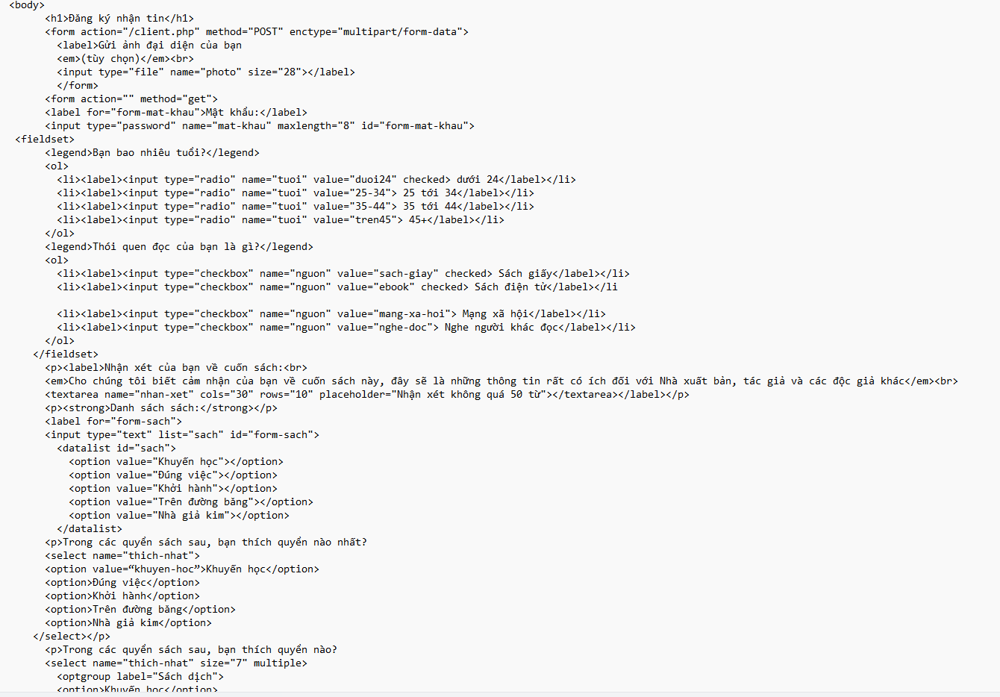 <body>
<h1>Đăng ký nhận tin</h1>
<form action="/client.php" method="POST" enctype="multipart/form-data">
<label>Gửi ảnh đại diện của bạn
<em>(tùy chọn)</em><br>
<input type="file" name="photo" size="28"></label>
</form>
<form action="" method="get">
<label for="form-mat-khau">Mật khẩu:</label>
<input type="password" name="mat-khau" maxlength="8" id="form-mat-khau">
<fieldset>
<legend>Bạn bao nhiêu tuổi?</legend>
<ol>
<li><label><input type="radio" name="tuoi" value="duoi24" checked> dưới 24</label></li>
<li><label><input type="radio" name="tuoi" value="25-34"> 25 tới 34</label></li>
<li><label><input type="radio" name="tuoi" value="35-44"> 35 tới 44</label></li>
<li><label><input type="radio" name="tuoi" value="tren45"> 45+</label></li>
</ol>
<legend>Thói quen đọc của bạn là gì?</legend>
<ol>
<li><label><input type="checkbox" name="nguon" value="sach-giay" checked> Sách giấy</label></li>
<li><label><input type="checkbox" name="nguon" value="ebook" checked> Sách điện tử</label></li
<li><label><input type="checkbox" name="nguon" value="mang-xa-hoi"> Mạng xã hội</label></li>
<li><label><input type="checkbox" name="nguon" value="nghe-doc"> Nghe người khác đọc</label></li>
</ol>
</fieldset>
<p><label>Nhận xét của bạn về cuốn sách:<br>
<em>Cho chúng tôi biết cảm nhận của bạn về cuốn sách này, đây sẽ là những thông tin rất có ích đối với Nhà xuất bản, tác giả và các độc giả khác</em><br>
<textarea name="nhan-xet" cols="30" rows="10" placeholder="Nhận xét không quá 50 từ"></textarea></label></p>
<p><strong>Danh sách sách:</strong></p>
<label for="form-sach">
<input type="text" list="sach" id="form-sach">
<datalist id="sach">
<option value="Khuyến học"></option>
<option value="Đúng việc"></option>
<option value="Khởi hành"></option>
<option value="Trên đường băng"></option>
<option value="Nhà giả kim"></option>
</datalist>
<p>Trong các quyển sách sau, bạn thích quyển nào nhất?
<select name="thich-nhat">
<option value=“khuyen-hoc”>Khuyến học</option>
<option>Đúng việc</option>
<option>Khởi hành</option>
<option>Trên đường băng</option>
<option>Nhà giả kim</option>
</select></p>
<p>Trong các quyển sách sau, bạn thích quyển nào?
<select name="thich-nhat" size="7" multiple>
<optgroup label="Sách dịch">
<option>Khuyến học</option>